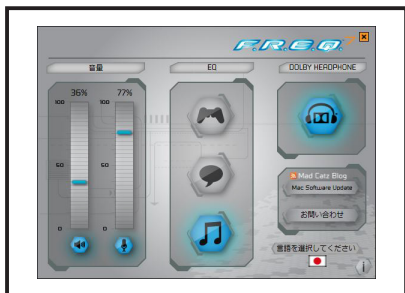 F.R.E.Q.7
音量
EQ
DOLBY HEADPHONE
36%
77%
100
100
50
50
0
0
Mad Catz Blog
Mac Software Update
お問い合わせ
言語を選択してください
i